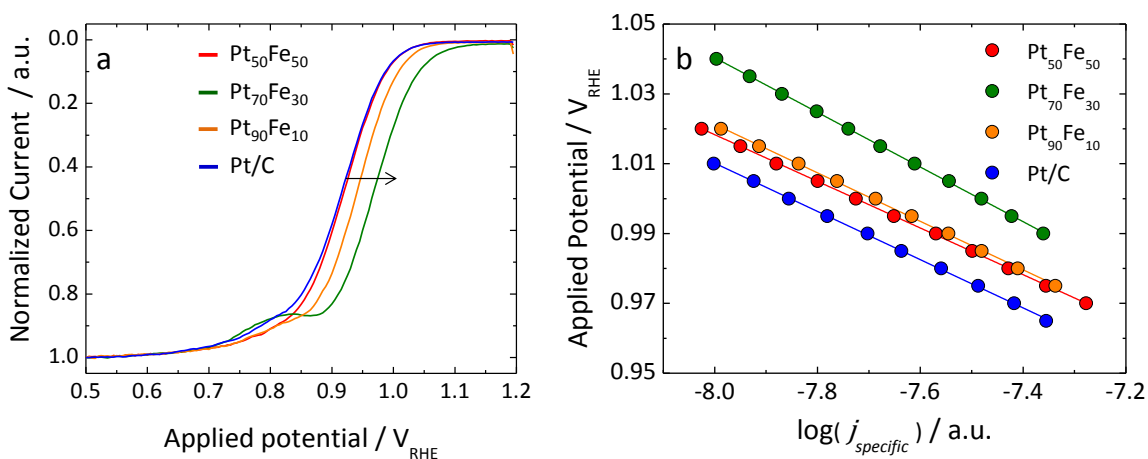 a
Pt50Fe50
Pt70Fe30
Pt90Fe10
Pt/C
0.0
0.2
0.4
0.6
0.8
1.0
Normalized Current / a.u.
0.5 0.6 0.7 0.8 0.9 1.0 1.1 1.2
Applied potential / VRHE
b
Pt50Fe50
Pt70Fe30
Pt90Fe10
Pt/C
1.05
1.03
1.01
0.99
0.97
0.95
Applied Potential / VRHE
-8.0 -7.8 -7.6 -7.4 -7.2
log( jspecific ) / a.u.